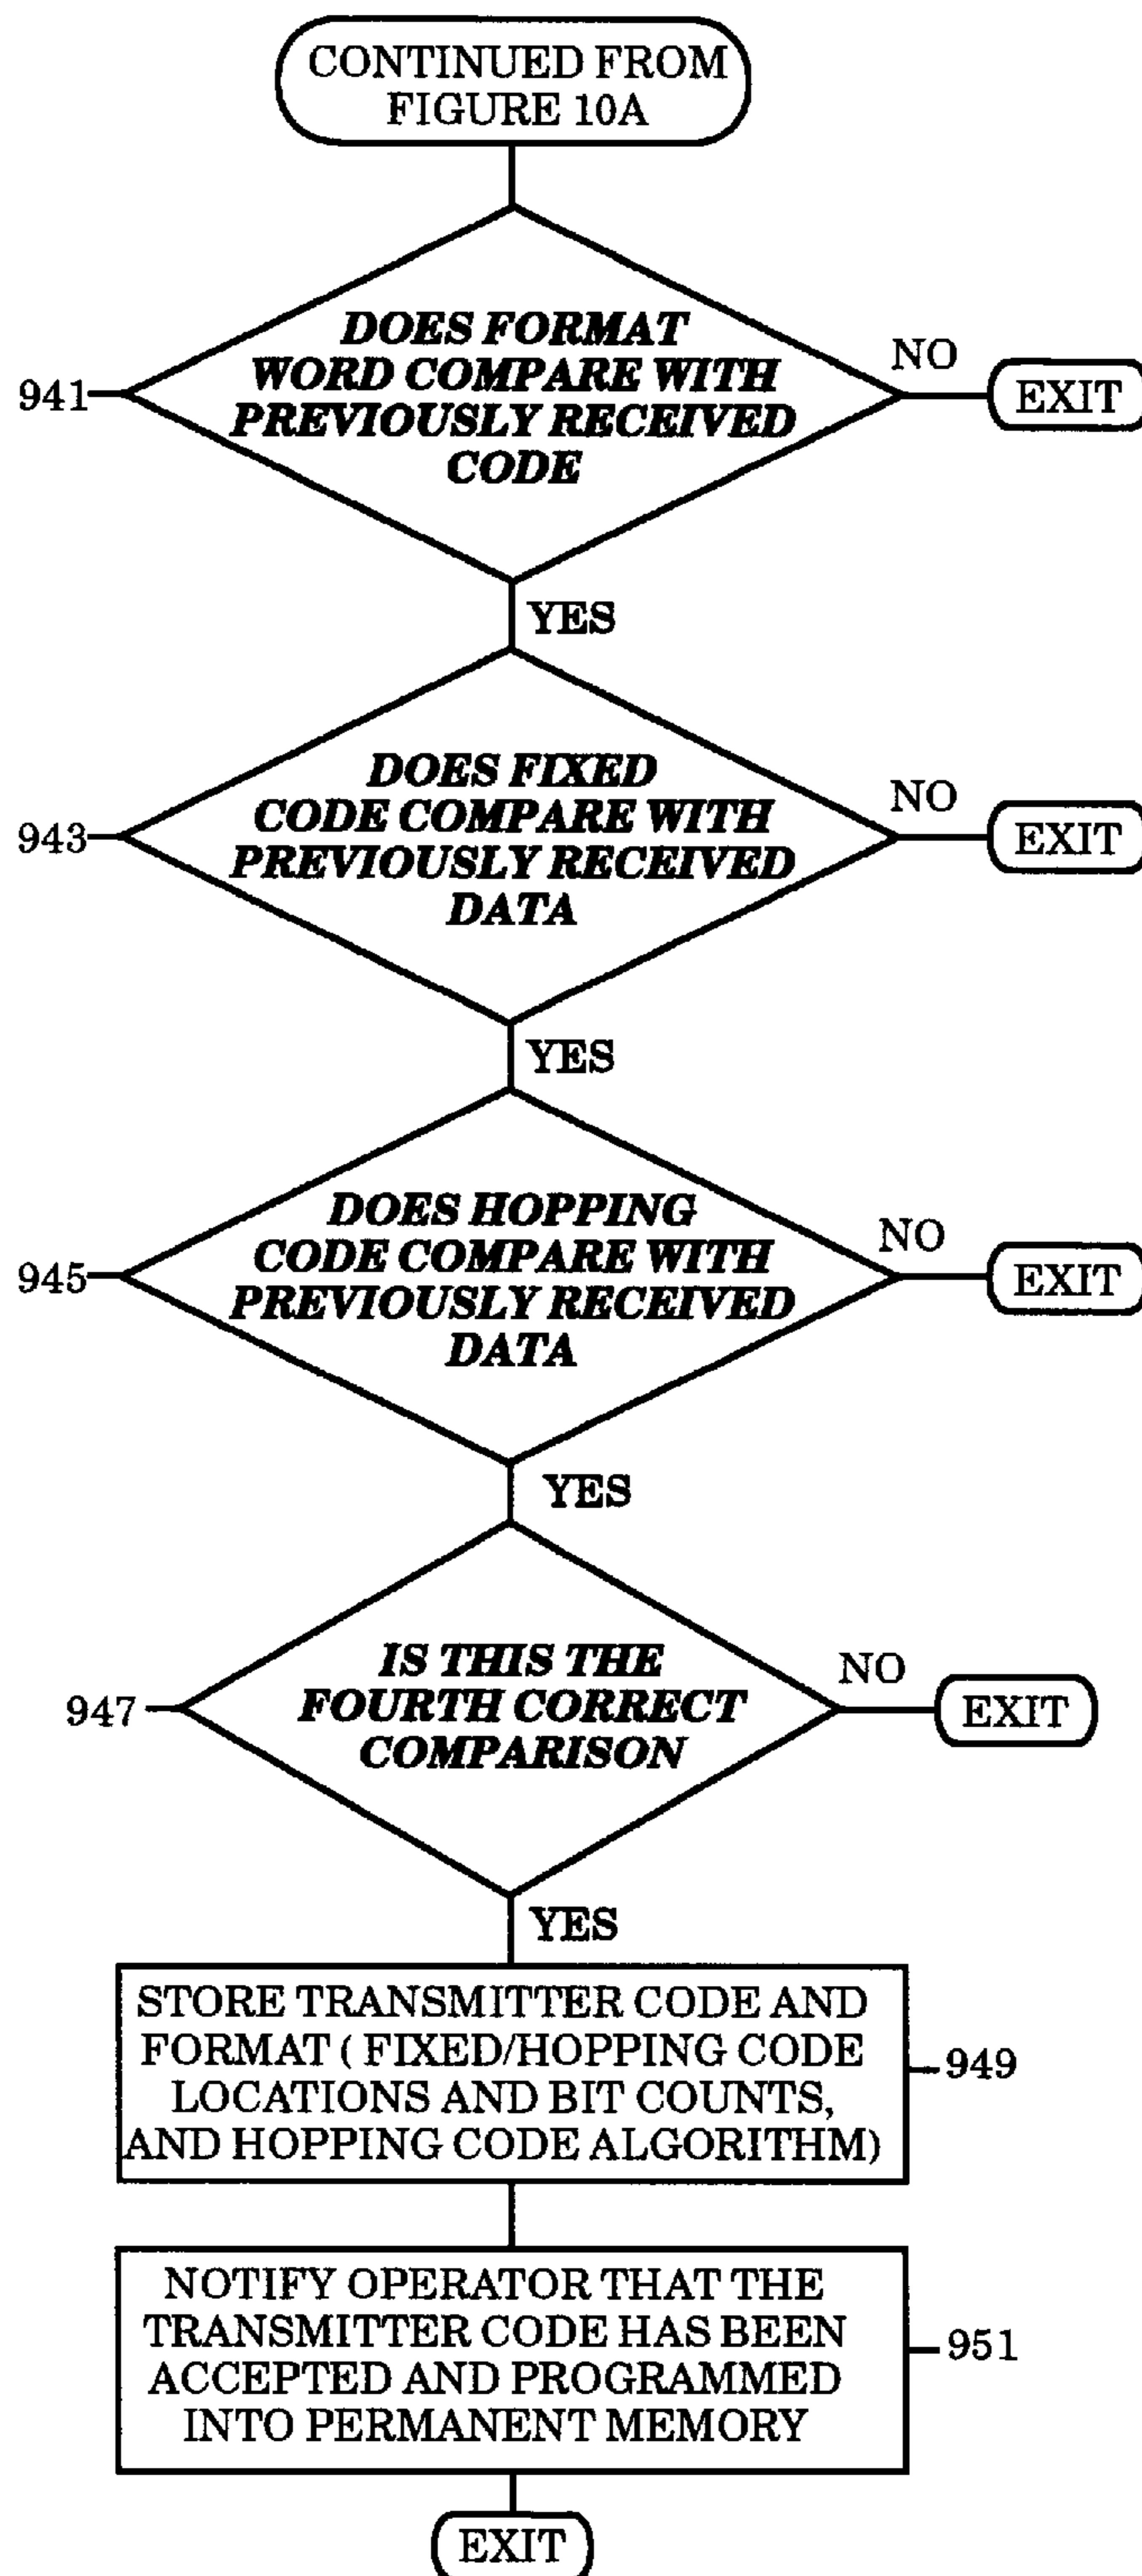 CONTINUED FROM
FIGURE 10A
DOES FORMAT
WORD COMPARE WITH
PREVIOUSLY RECEIVED
CODE
941
NO
EXIT
YES
DOES FIXED
CODE COMPARE WITH
PREVIOUSLY RECEIVED
DATA
943
NO
EXIT
YES
DOES HOPPING
CODE COMPARE WITH
PREVIOUSLY RECEIVED
DATA
945
NO
EXIT
YES
IS THIS THE
FOURTH CORRECT
COMPARISON
947
NO
EXIT
YES
STORE TRANSMITTER CODE AND
FORMAT ( FIXED/HOPPING CODE
LOCATIONS AND BIT COUNTS,
AND HOPPING CODE ALGORITHM)
949
NOTIFY OPERATOR THAT THE
TRANSMITTER CODE HAS BEEN
ACCEPTED AND PROGRAMMED
INTO PERMANENT MEMORY
951
EXIT